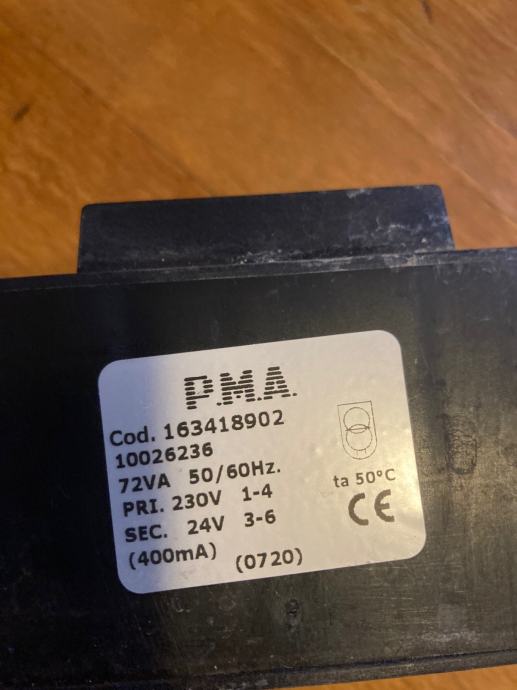 P.M.A.
Cod. 163418902
10026236
72VA 50/60Hz.
PRI. 230V 1-4
SEC. 24V 3-6
(400mA) (0720)
ta 50°C
CE